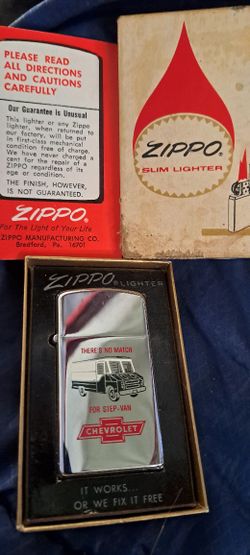 PLEASE READ
ALL DIRECTIONS
AND CAUTIONS
CAREFULLY
Our Guarantee is Unusual
This lighter or any Zippo
lighter, when returned to
our factory, will be put
in first-class mechanical
condition free of charge.
We have never charged a
cent for the repair of a
ZIPPO regardless of its
age or condition.
THE FINISH, HOWEVER,
IS NOT GUARANTEED.
ZIPPO®
For The Light of Your Life
ZIPPO MANUFACTURING CO.
Bradford, Pa. 16701
ZIPPO®
SLIM LIGHTER
ZIPPO LIGHTER
THERE'S NO MATCH
FOR STEP-VAN
CHEVROLET
IT WORKS...
OR WE FIX IT FREE